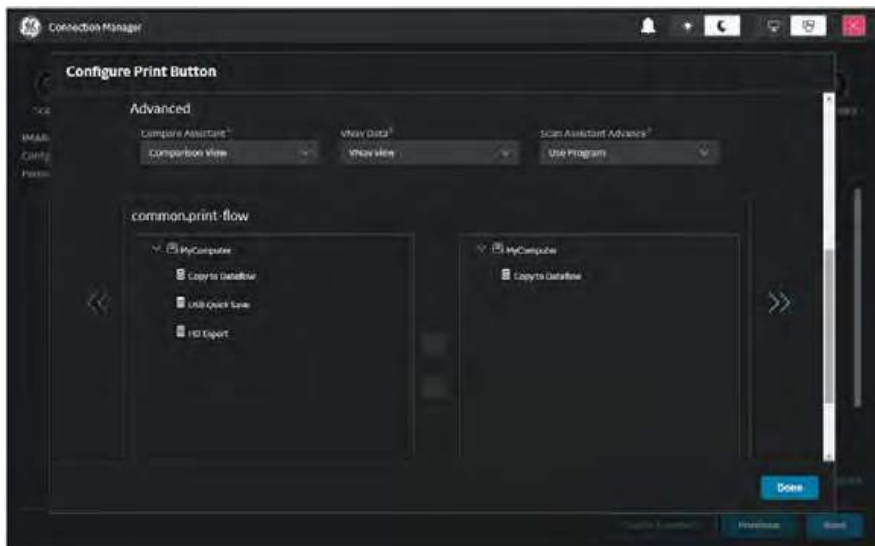 Connection Manager
Configure Print Button
Advanced
Compare Assistant*
VNav Data*
Scan Assistant Advance*
Comparison View
VNav view
Use Program
common.print-flow
MyComputer
MyComputer
Copy to Dataflow
Copy to Dataflow
USB Quick Save
HD Export
Done
Previous